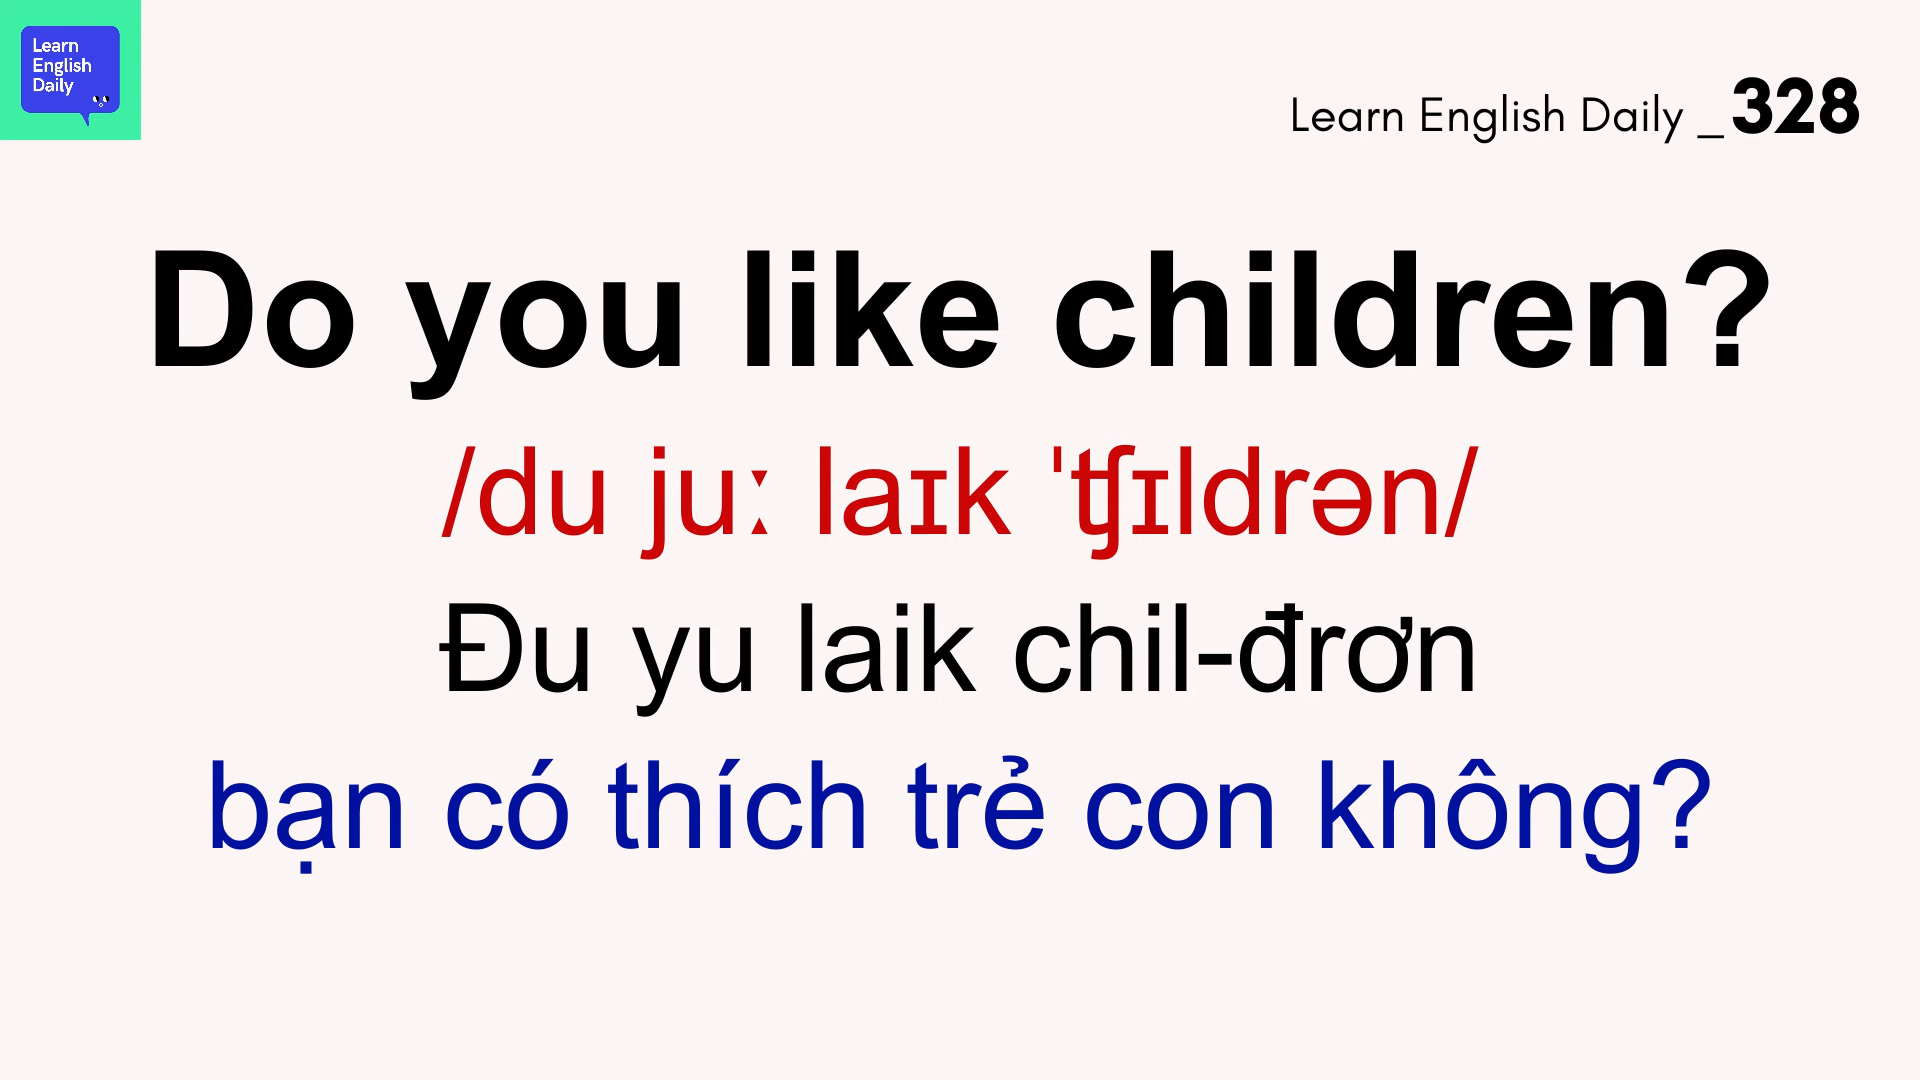 Learn
English
Daily
Learn English Daily _328
Do you like children?
/du juː laɪk ˈʧɪldrən/
Đu yu laik chil-đrơn
bạn có thích trẻ con không?